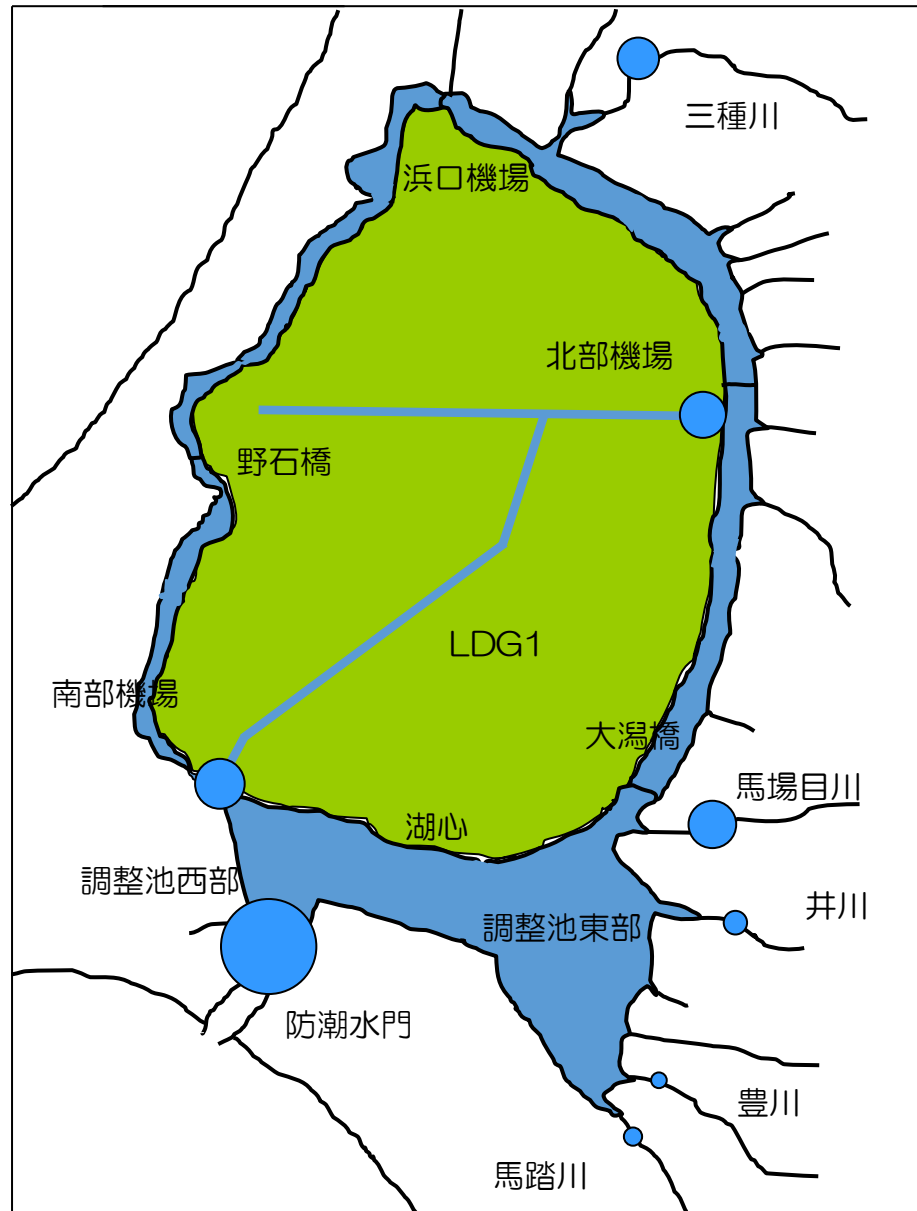 三種川
浜口機場
北部機場
野石橋
LDG1
南部機場
大潟橋
馬場目川
湖心
調整池西部
井川
調整池東部
防潮水門
豊川
馬踏川